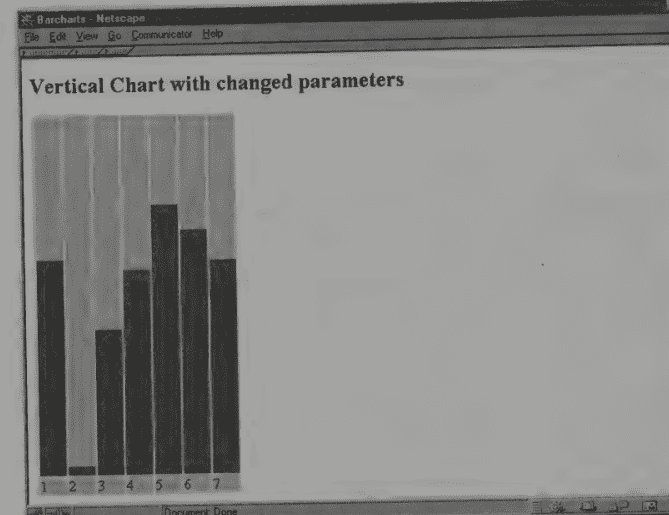 Barcharts - Netscape
File Edit View Go Communicator Help
Vertical Chart with changed parameters
1 2 3 4 5 6 7
Document: Done